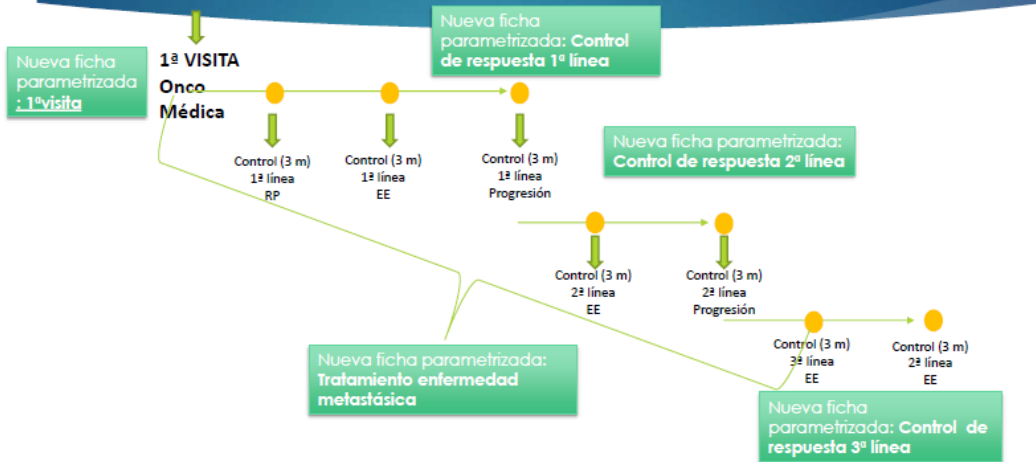 Nueva ficha
parametrizada
: 1ªvisita
1ª VISITA
Onco
Médica
Nueva ficha
parametrizada: Control
de respuesta 1ª línea
Control (3 m)
1ª línea
RP
Control (3 m)
1ª línea
EE
Control (3 m)
1ª línea
Progresión
Nueva ficha parametrizada:
Control de respuesta 2ª línea
Control (3 m)
2ª línea
EE
Control (3 m)
2ª línea
Progresión
Control (3 m)
3ª línea
EE
Control (3 m)
2ª línea
EE
Nueva ficha parametrizada:
Tratamiento enfermedad
metastásica
Nueva ficha
parametrizada: Control de
respuesta 3ª línea